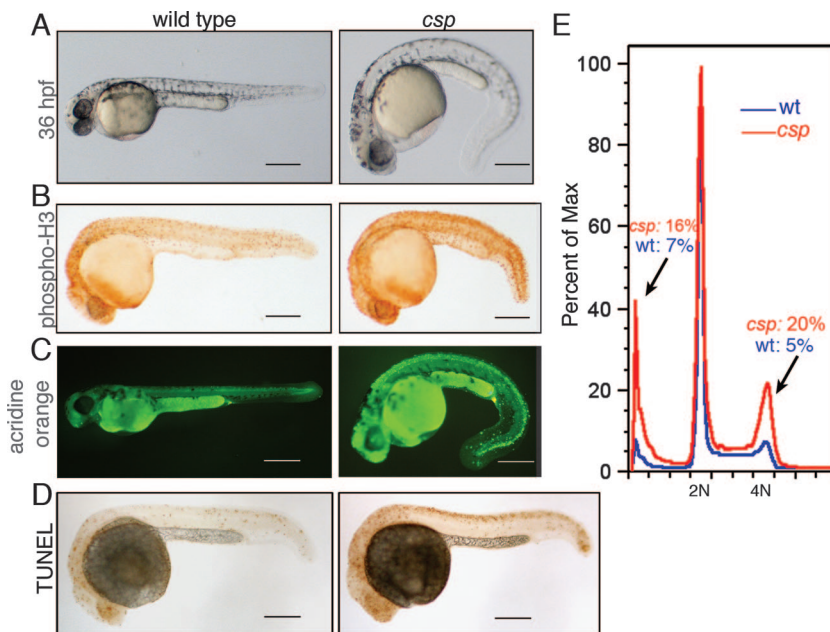 wild type
csp
A
36 hpf
B
phospho-H3
C
acridine
orange
D
TUNEL
E
Percent of Max
100
80
60
40
20
0
wt
csp
csp: 16%
wt: 7%
csp: 20%
wt: 5%
2N
4N